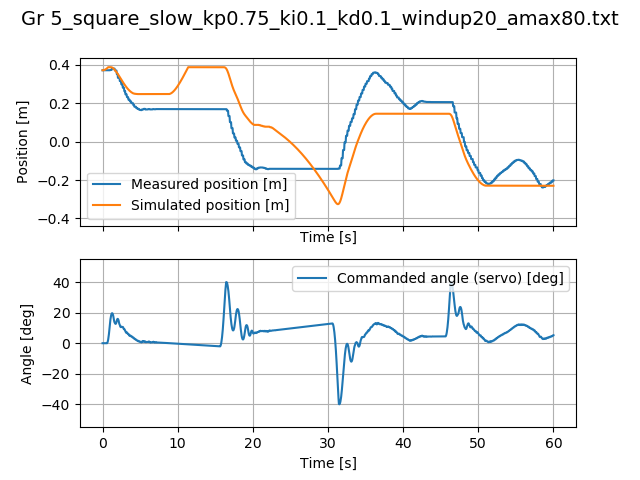 Gr 5_square_slow_kp0.75_ki0.1_kd0.1_windup20_amax80.txt
Position [m]
0.4
0.2
0.0
−0.2
−0.4
Measured position [m]
Simulated position [m]
Time [s]
Angle [deg]
40
20
0
−20
−40
Commanded angle (servo) [deg]
0 10 20 30 40 50 60
Time [s]